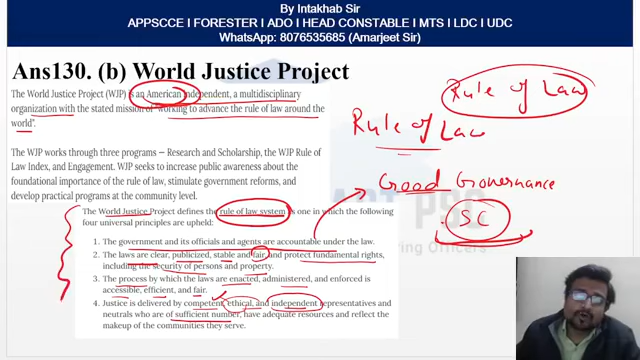 By Intakhab Sir
APPSCCE I FORESTER I ADO I HEAD CONSTABLE I MTS I LDC I UDC
WhatsApp: 8076535685 (Amarjeet Sir)
Ans130. (b) World Justice Project
The World Justice Project (WJP) is an American independent, a multidisciplinary
organization with the stated mission of "working to advance the rule of law around the
world".
Rule of Law
Rule of Law
The WJP works through three programs — Research and Scholarship, the WJP Rule of
Law Index, and Engagement. WJP seeks to increase public awareness about the
foundational importance of the rule of law, stimulate government reforms, and
develop practical programs at the community level.
Good Governance
SC
The World Justice Project defines the rule of law system as one in which the following
four universal principles are upheld:
1. The government and its officials and agents are accountable under the law.
2. The laws are clear, publicized, stable and fair, and protect fundamental rights,
including the security of persons and property.
3. The process by which the laws are enacted, administered, and enforced is
accessible, efficient, and fair.
4. Justice is delivered by competent, ethical, and independent representatives and
neutrals who are of sufficient number, have adequate resources and reflect the
makeup of the communities they serve.